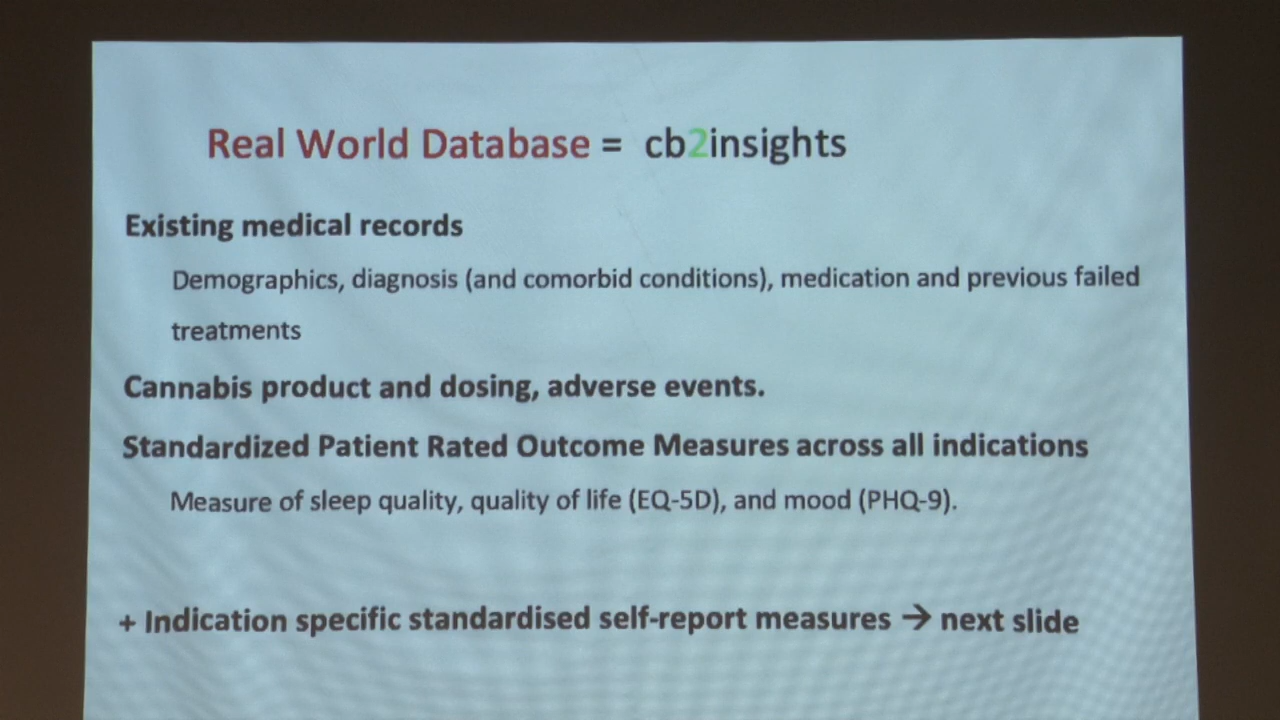 Real World Database = cb2insights
Existing medical records
Demographics, diagnosis (and comorbid conditions), medication and previous failed
treatments
Cannabis product and dosing, adverse events.
Standardized Patient Rated Outcome Measures across all indications
Measure of sleep quality, quality of life (EQ-5D), and mood (PHQ-9).
+ Indication specific standardised self-report measures → next slide